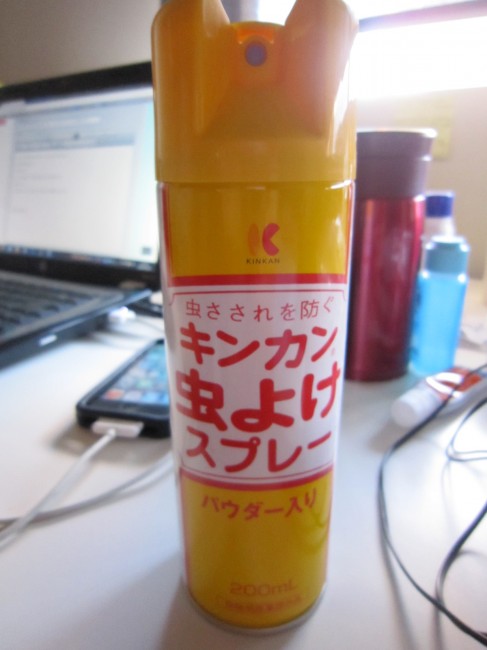 KINKAN
虫さされを防ぐ
キンカン
虫よけ
スプレー
パウダー入り
200mL